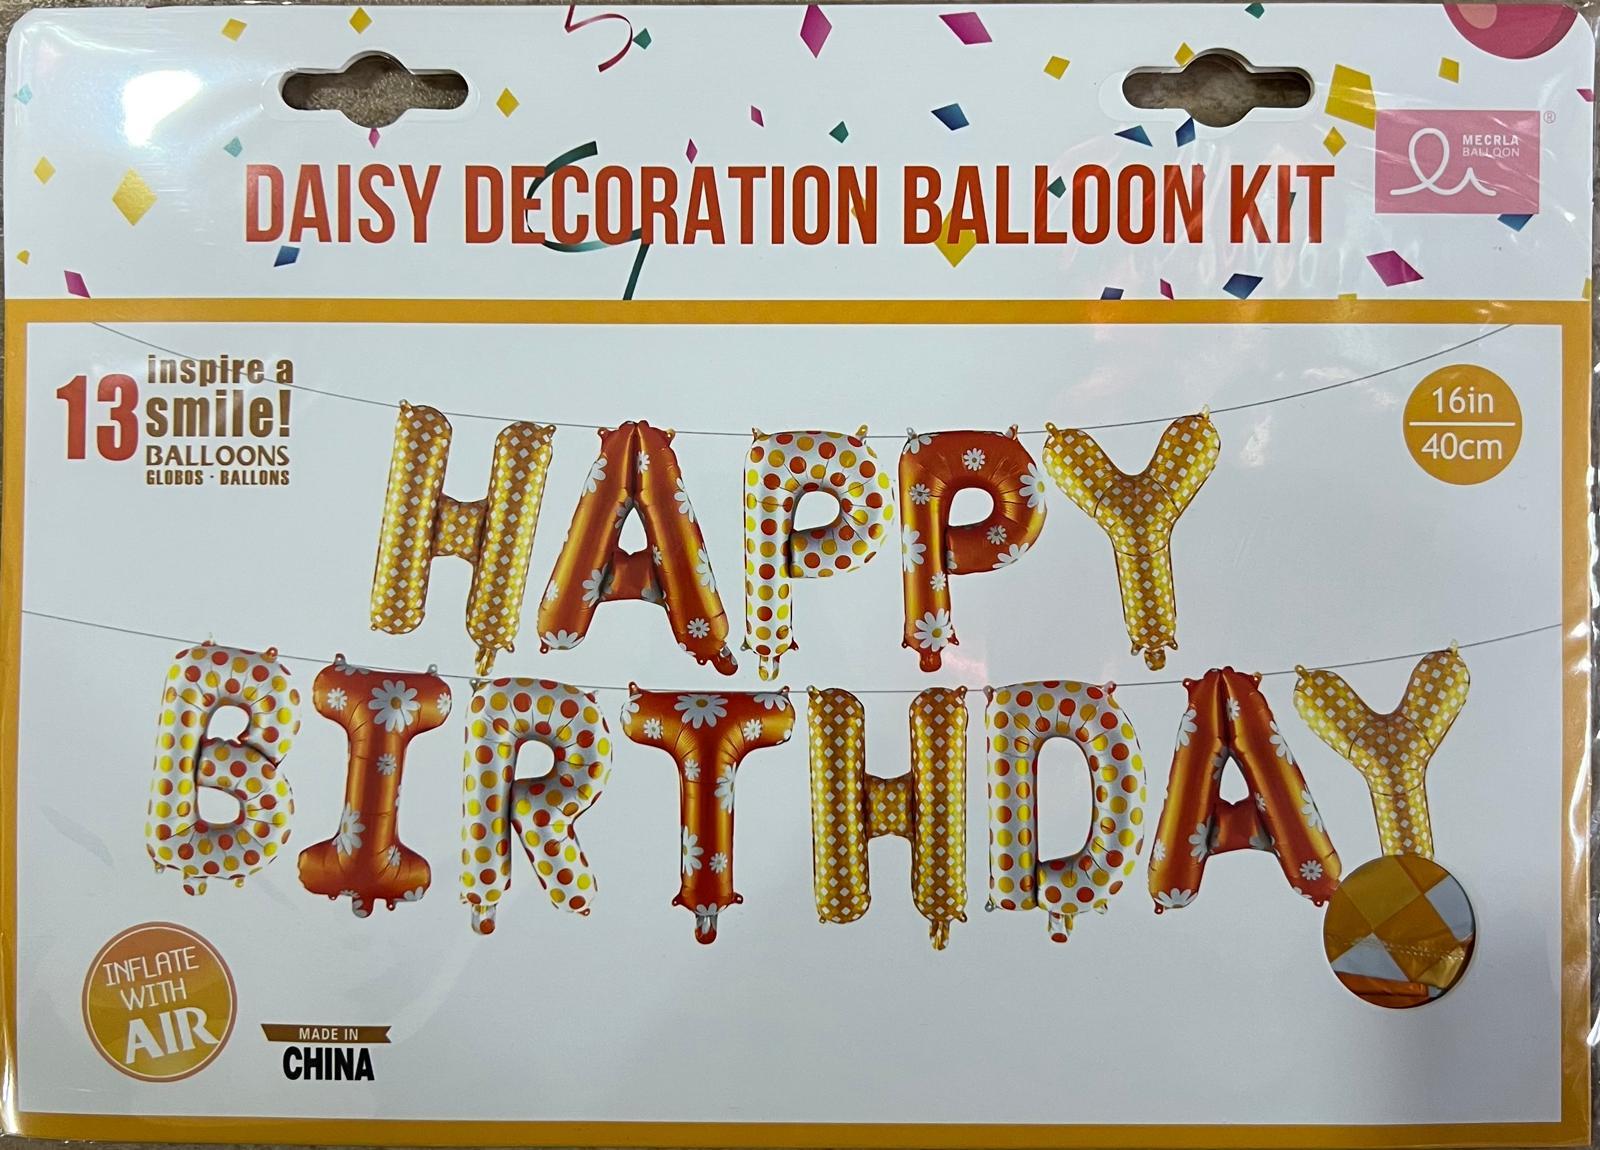 MECRLA
BALLOON
®
DAISY DECORATION BALLOON KIT
13
inspire a
smile!
BALLOONS
GLOBOS · BALLONS
16in
40cm
HAPPY
BIRTHDAY
INFLATE
WITH
AIR
MADE IN
CHINA